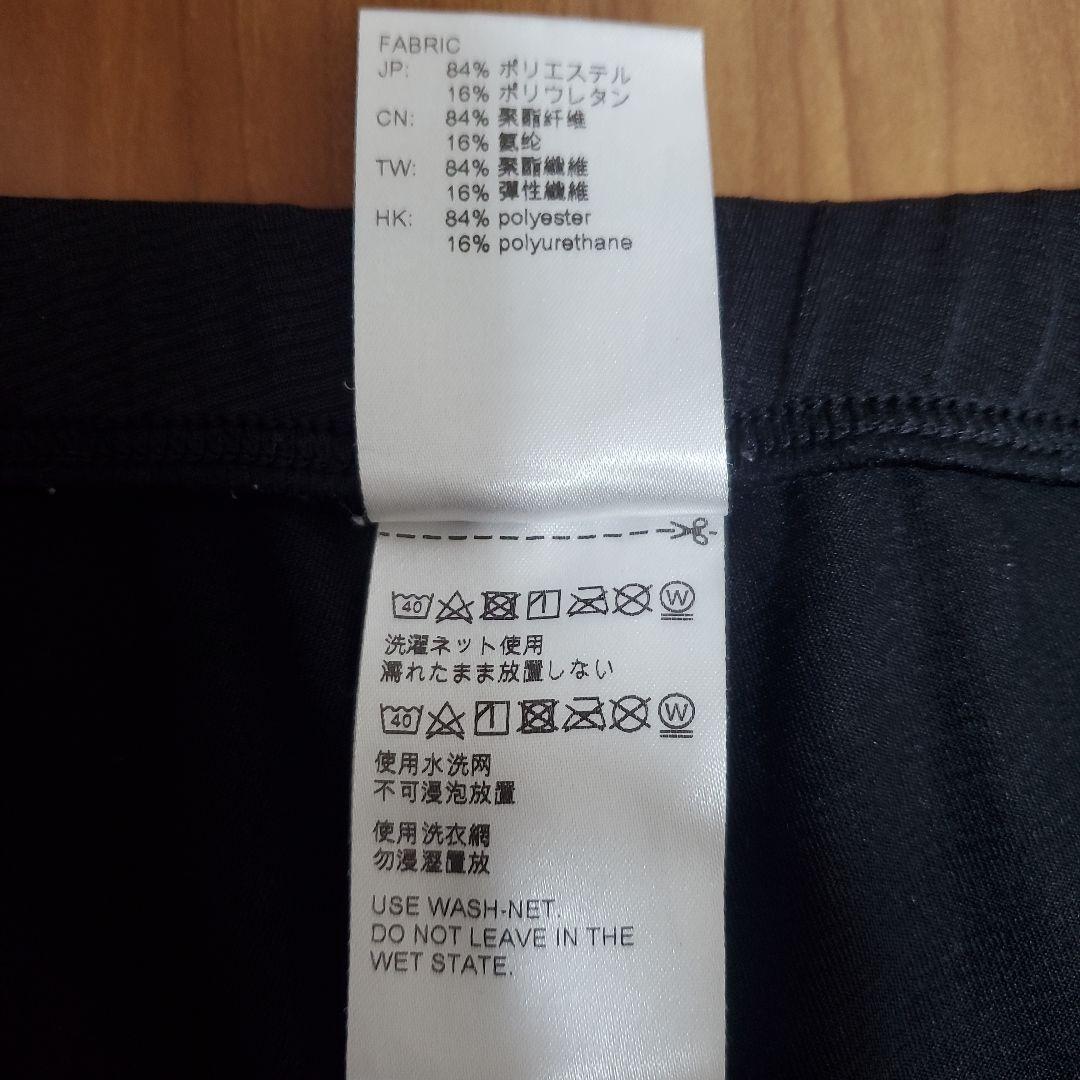 FABRIC
JP: 84% ポリエステル
16% ポリウレタン
CN: 84% 聚酯纤维
16% 氨纶
TW: 84% 聚酯纖維
16% 彈性纖維
HK: 84% polyester
16% polyurethane
40 W
洗濯ネット使用
濡れたまま放置しない
40 W
使用水洗网
不可浸泡放置
使用洗衣網
勿浸溼置放
USE WASH-NET.
DO NOT LEAVE IN THE
WET STATE.